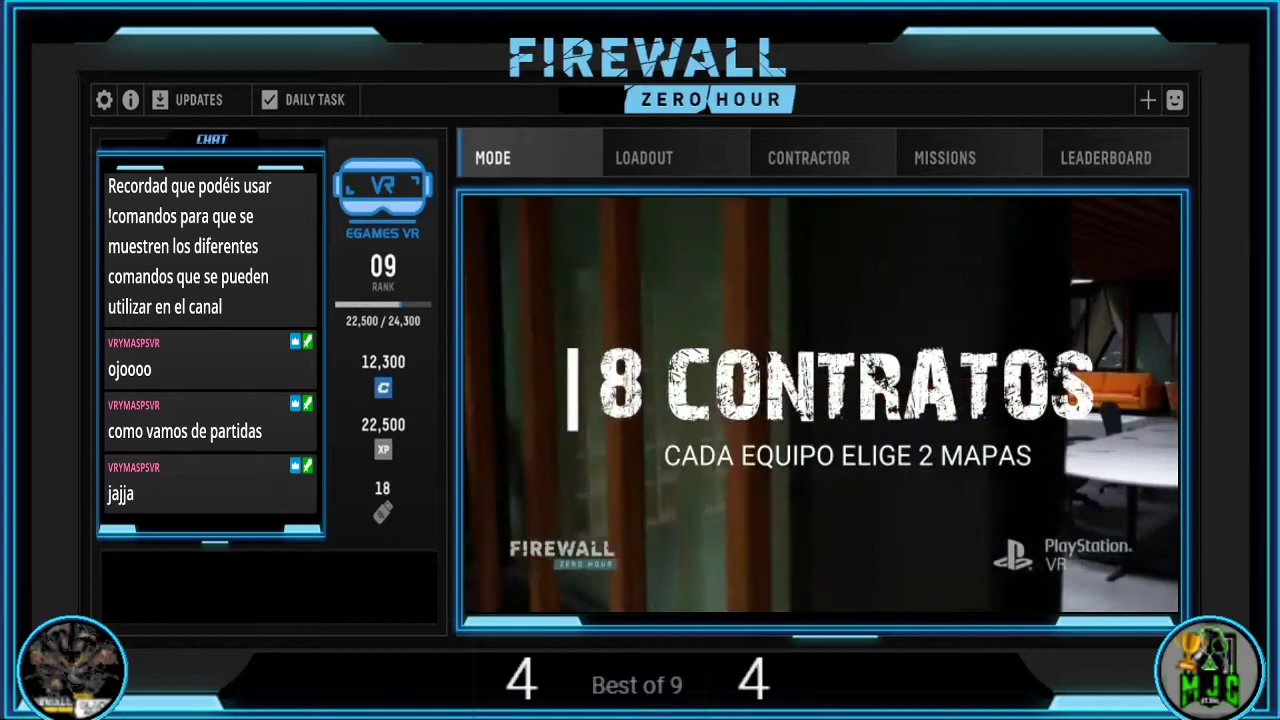 FIREWALL
ZERO HOUR
UPDATES
DAILY TASK
CHAT
Recordad que podéis usar
!comandos para que se
muestren los diferentes
comandos que se pueden
utilizar en el canal
VRYMASPSVR
ojoooo
VRYMASPSVR
como vamos de partidas
VRYMASPSVR
jajja
VR
EGAMES VR
09
RANK
22,500 / 24,300
12,300
C
22,500
XP
18
MODE
LOADOUT
CONTRACTOR
MISSIONS
LEADERBOARD
| 8 CONTRATOS
CADA EQUIPO ELIGE 2 MAPAS
FIREWALL
ZERO HOUR
PlayStation.
VR
4
Best of 9
4
MJC